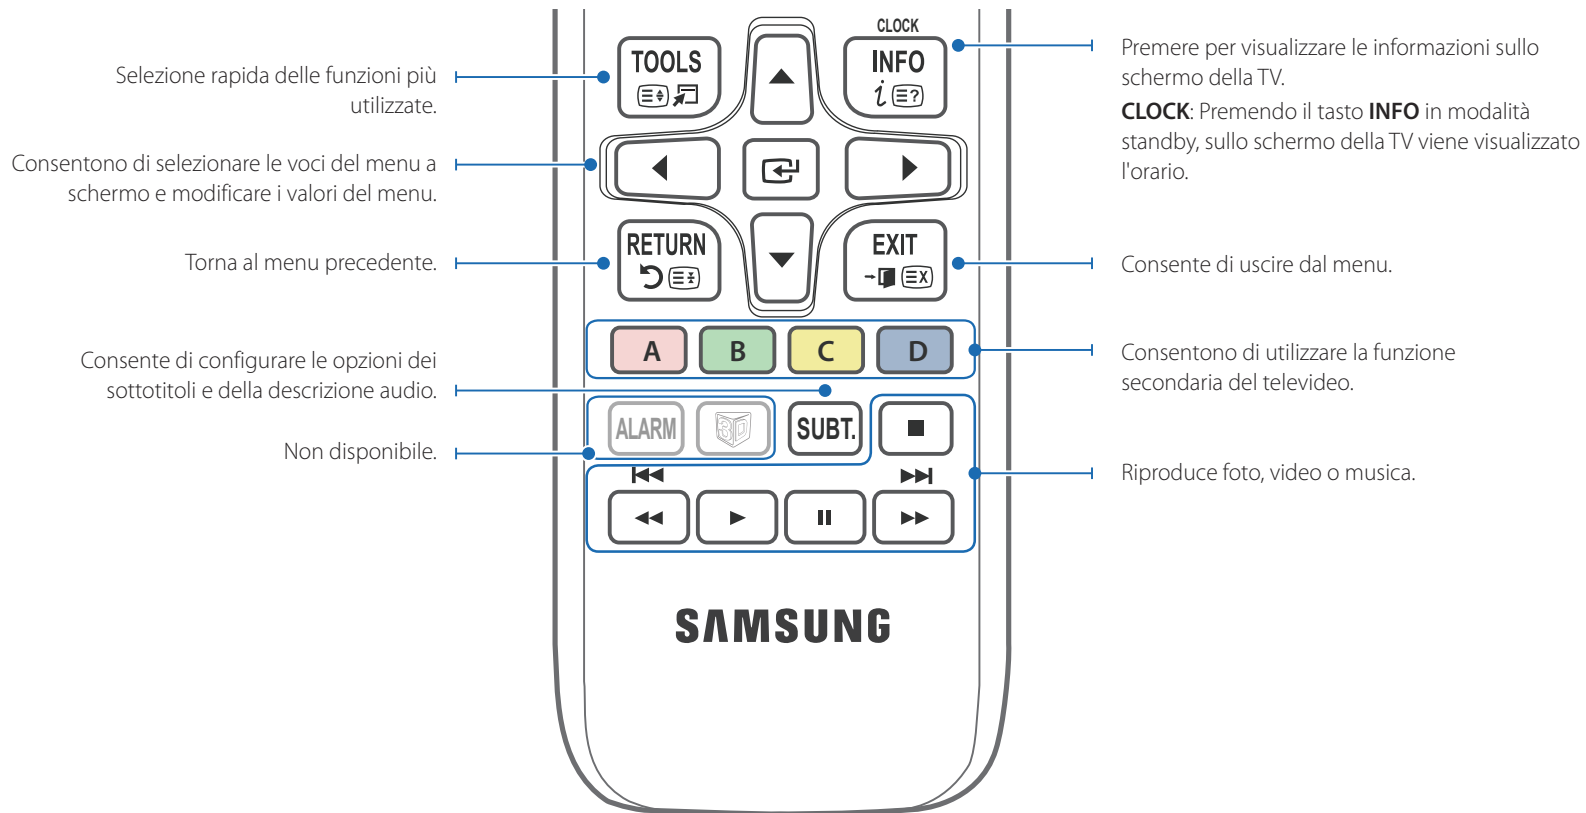 CLOCK
TOOLS
INFO
Selezione rapida delle funzioni più
utilizzate.
Premere per visualizzare le informazioni sullo
schermo della TV.
CLOCK: Premendo il tasto INFO in modalità
standby, sullo schermo della TV viene visualizzato
l'orario.
Consentono di selezionare le voci del menu a
schermo e modificare i valori del menu.
RETURN
EXIT
Torna al menu precedente.
Consente di uscire dal menu.
A B C D
Consente di configurare le opzioni dei
sottotitoli e della descrizione audio.
Consentono di utilizzare la funzione
secondaria del televideo.
ALARM 3D SUBT.
Non disponibile.
Riproduce foto, video o musica.
SAMSUNG